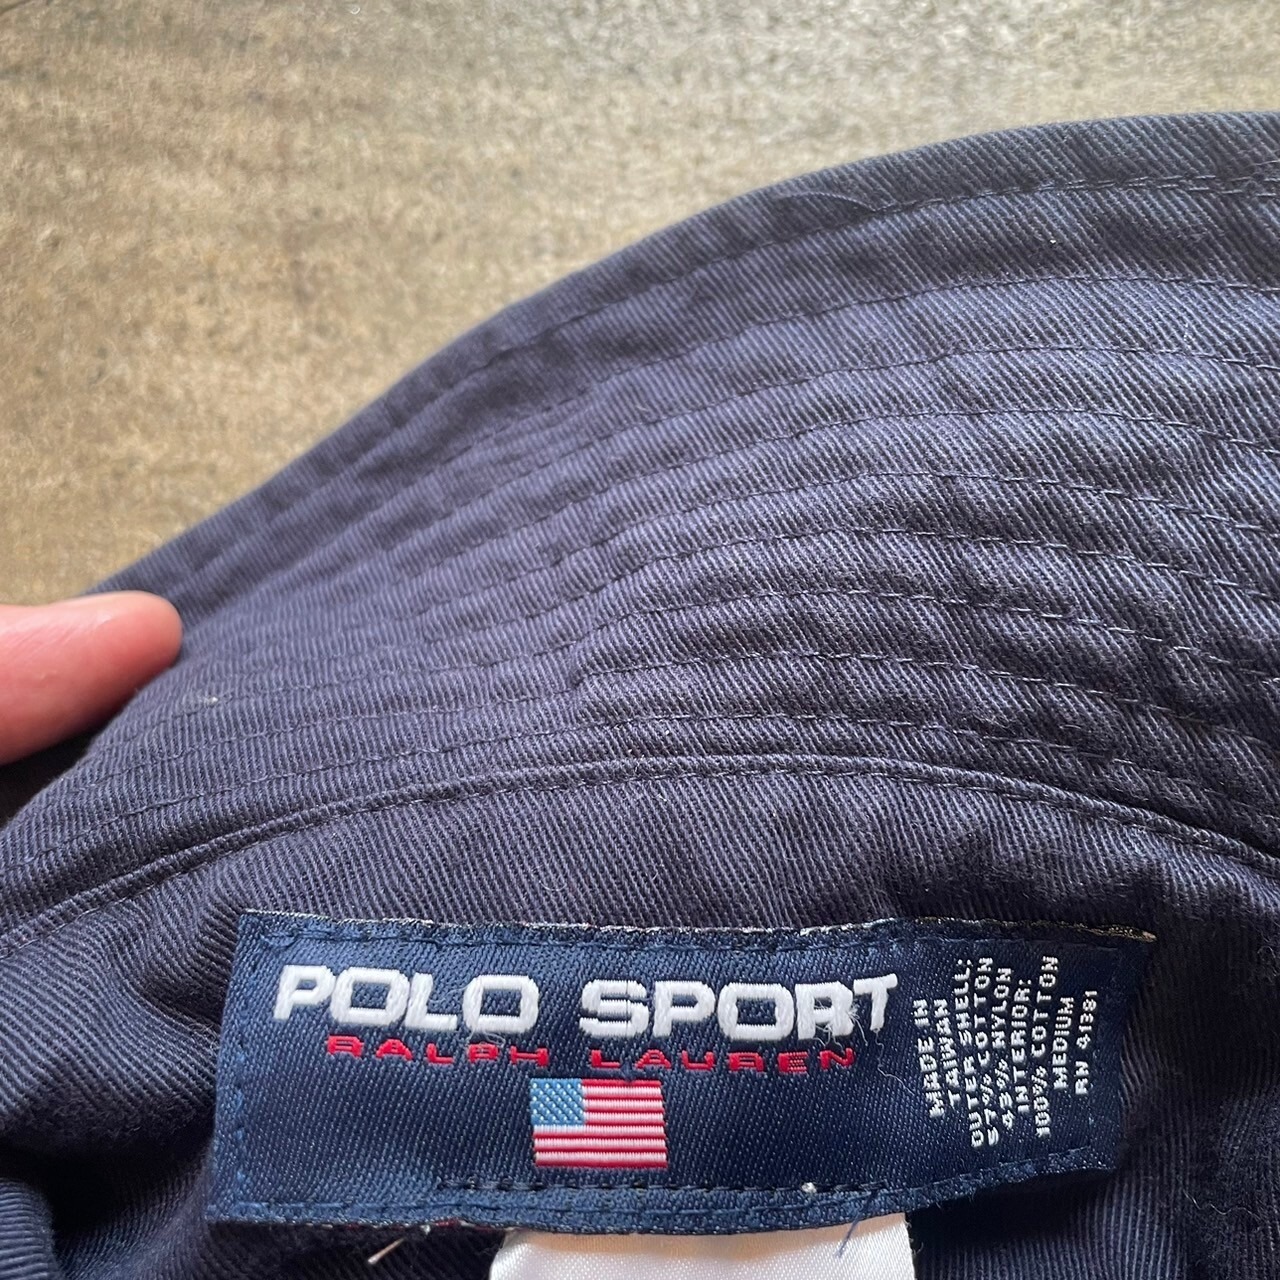 POLO SPORT
RALPH LAUREN
MADE IN
TAIWAN
OUTER SHELL:
57% COTTON
43% NYLON
INTERIOR:
100% COTTON
MEDIUM
RN 41381